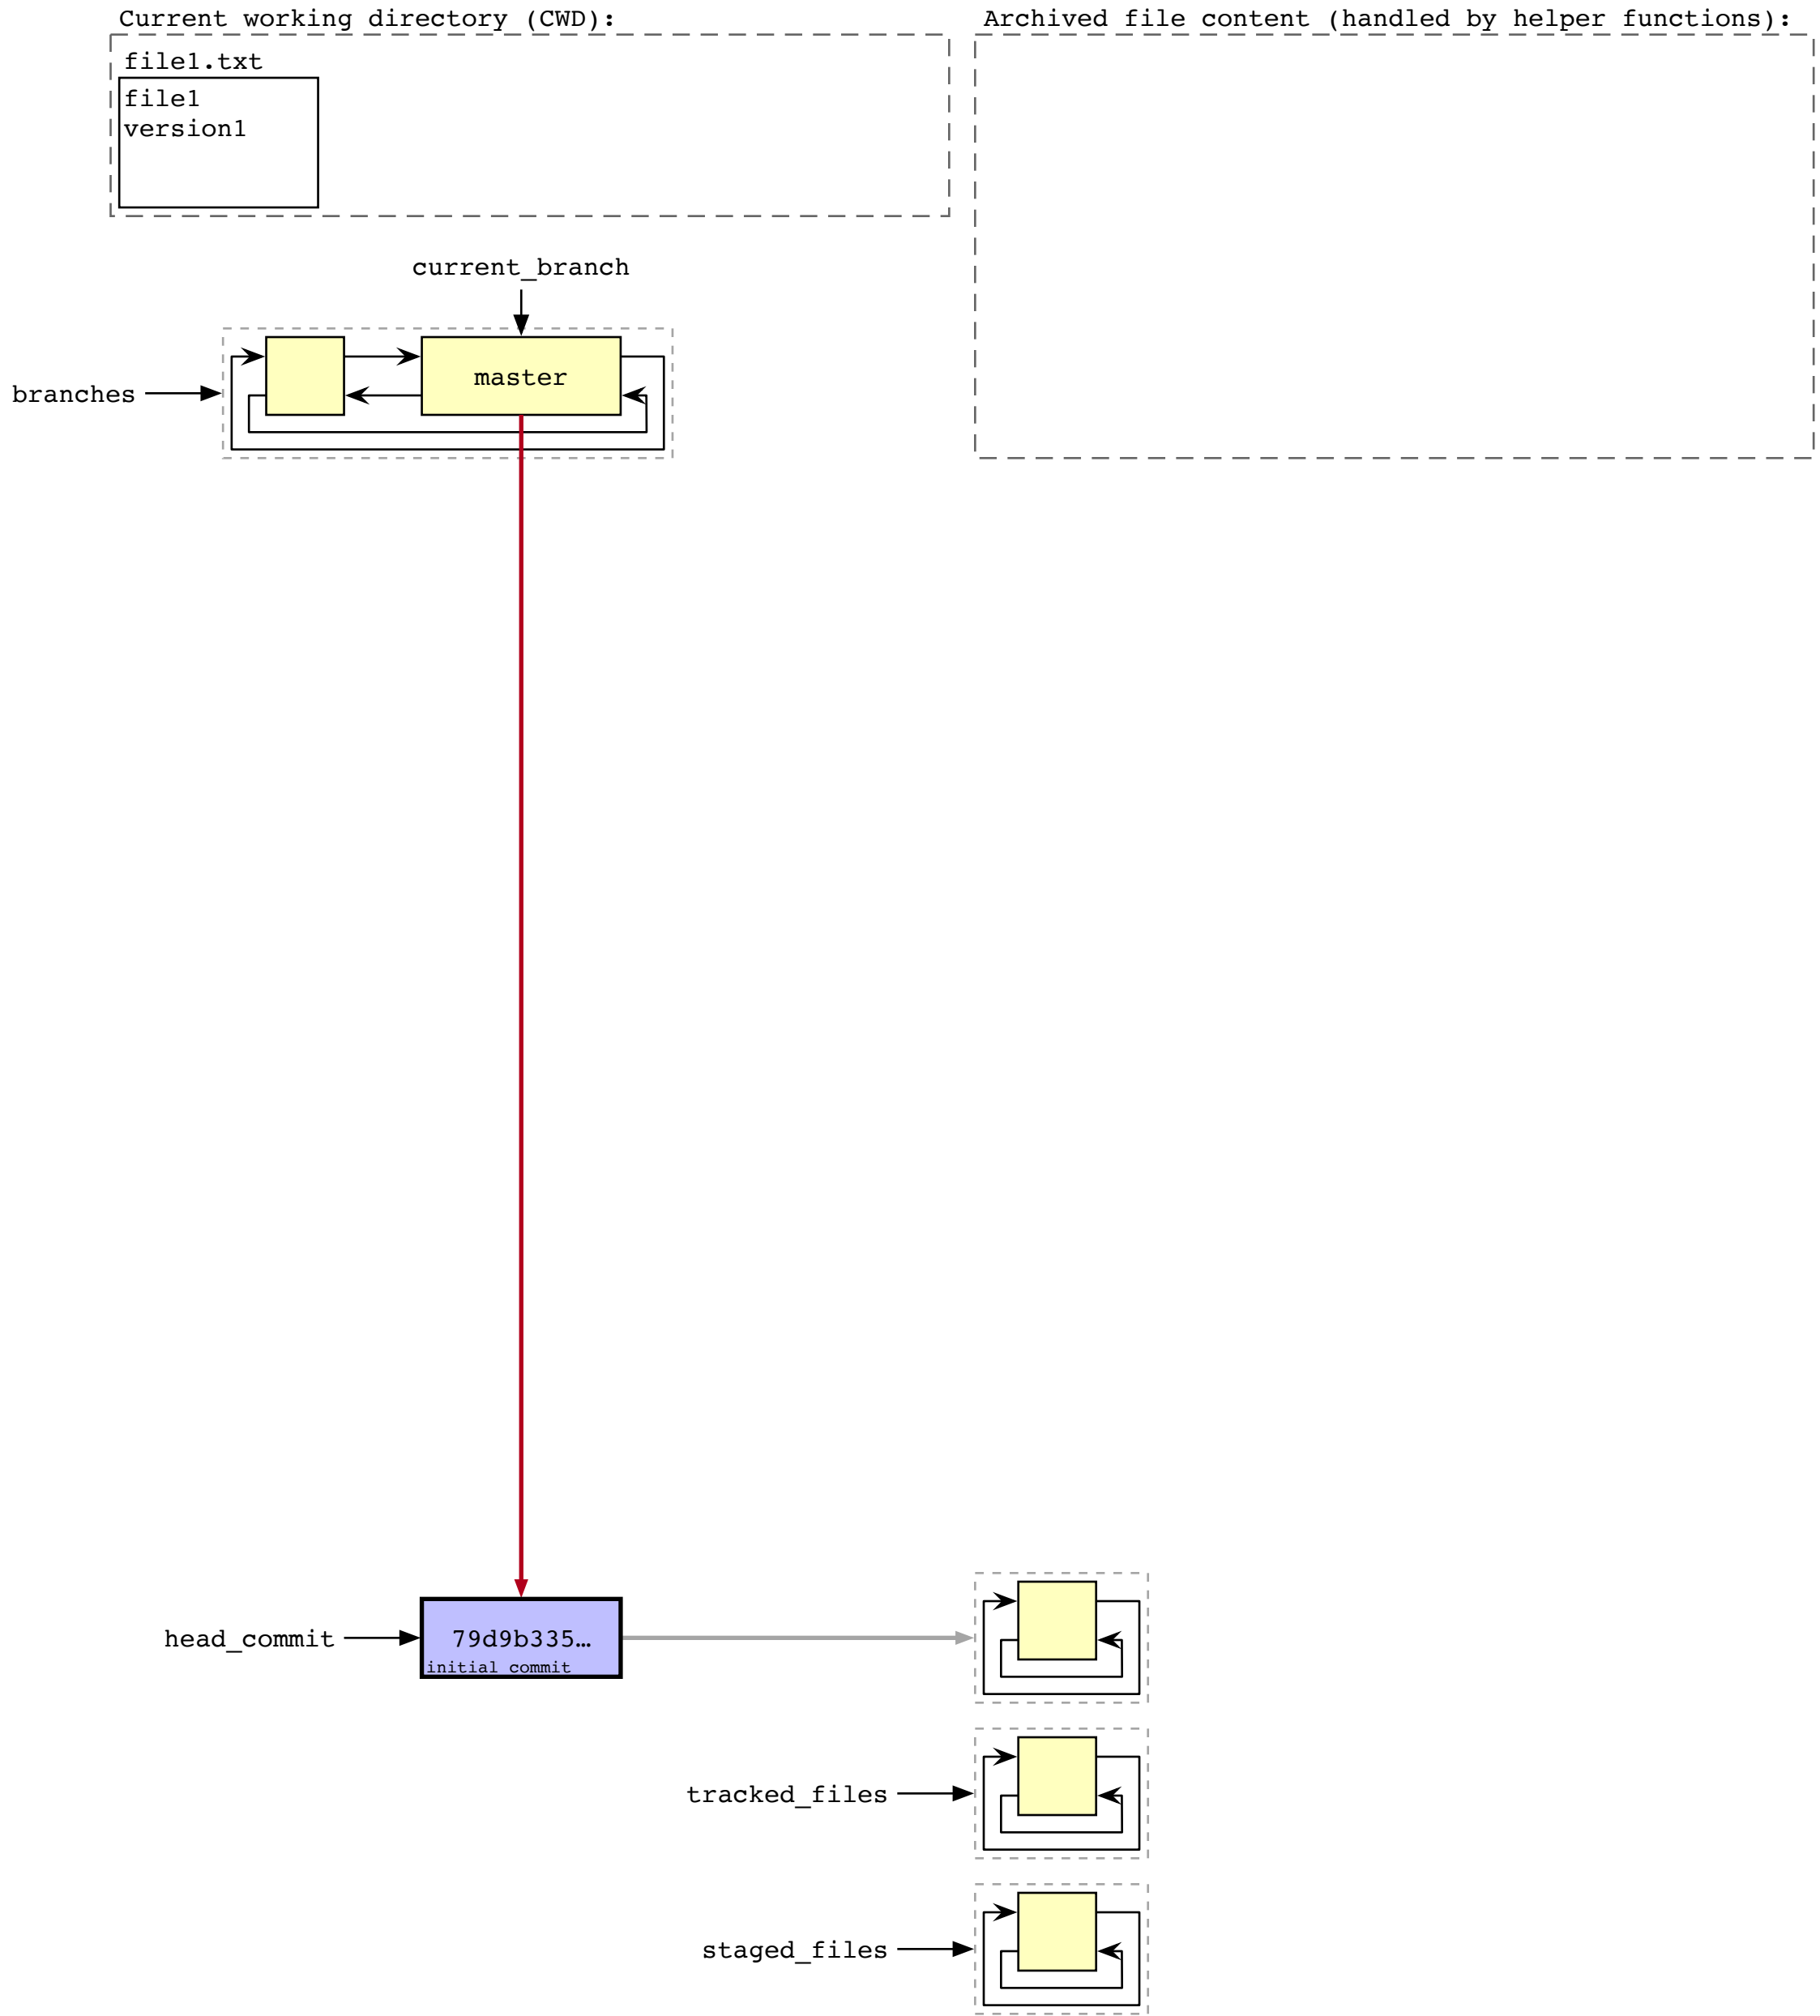 Current working directory (CWD):
Archived file content (handled by helper functions):
file1.txt
file1
version1
current_branch
master
branches
head_commit
79d9b335…
initial commit
tracked_files
staged_files